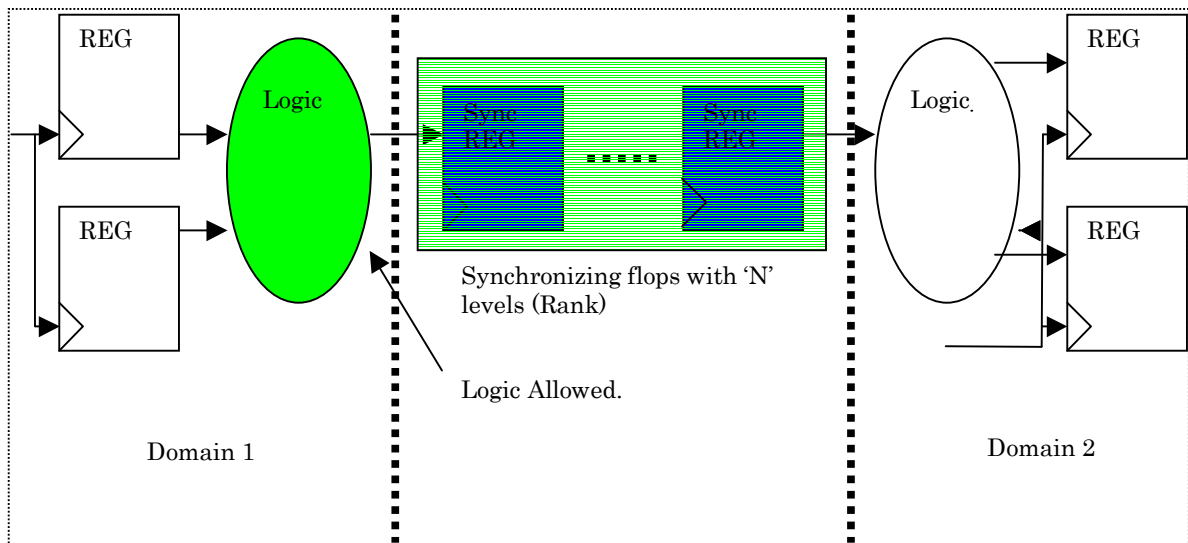 REG
Logic
REG
Sync
REG
Sync
REG
Synchronizing flops with ‘N’
levels (Rank)
Logic Allowed.
Logic.
REG
REG
Domain 1
Domain 2